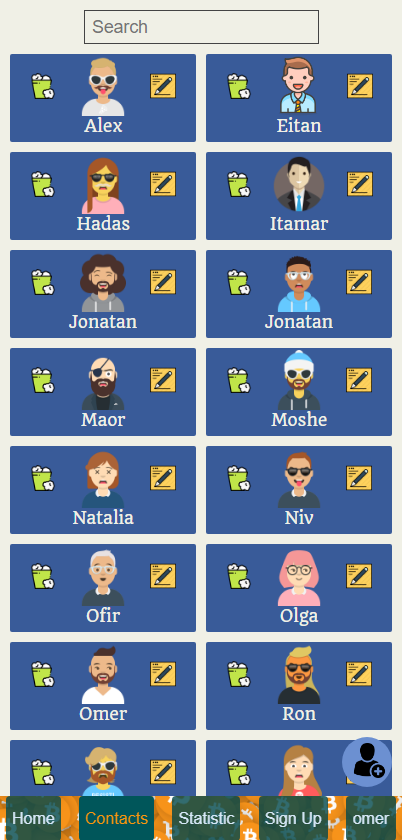 Search
Alex
Eitan
Hadas
Itamar
Jonatan
Jonatan
Maor
Moshe
Natalia
Niv
Ofir
Olga
Omer
Ron
Home Contacts Statistic Sign Up omer